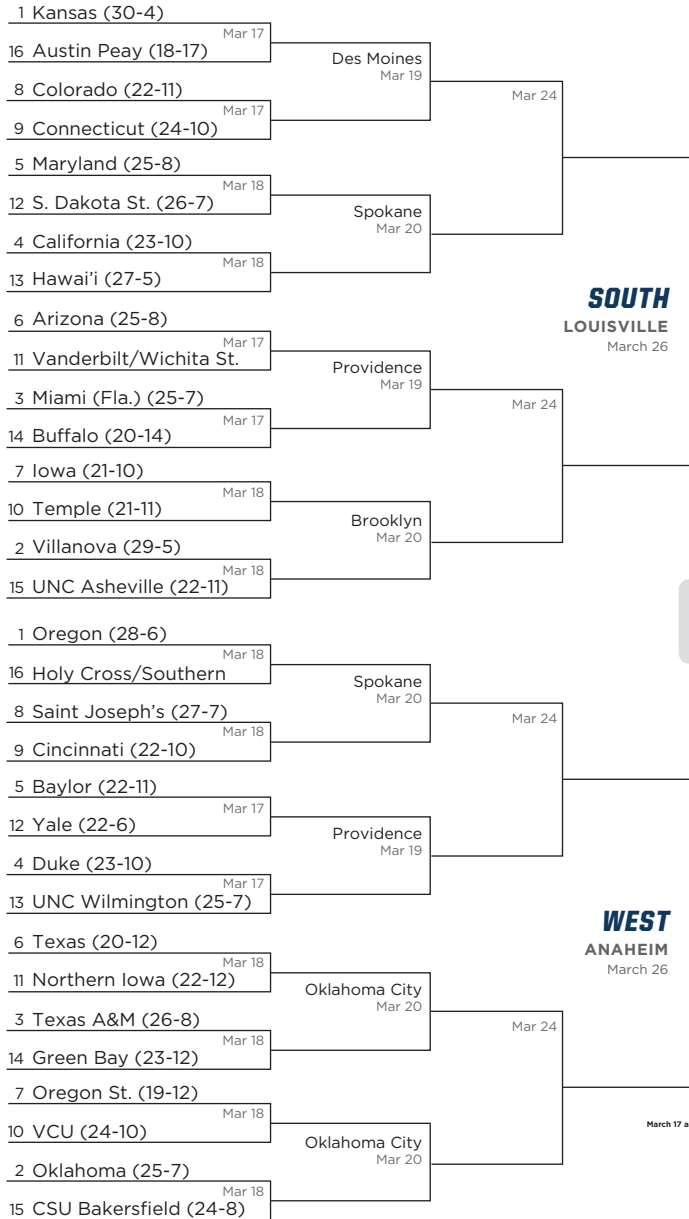 1 Kansas (30-4)
Mar 17
16 Austin Peay (18-17)
Des Moines
Mar 19
8 Colorado (22-11)
Mar 17
9 Connecticut (24-10)
Mar 24
5 Maryland (25-8)
Mar 18
12 S. Dakota St. (26-7)
Spokane
Mar 20
4 California (23-10)
Mar 18
13 Hawai'i (27-5)
SOUTH
LOUISVILLE
March 26
6 Arizona (25-8)
Mar 17
11 Vanderbilt/Wichita St.
Providence
Mar 19
3 Miami (Fla.) (25-7)
Mar 17
14 Buffalo (20-14)
Mar 24
7 Iowa (21-10)
Mar 18
10 Temple (21-11)
Brooklyn
Mar 20
2 Villanova (29-5)
Mar 18
15 UNC Asheville (22-11)
1 Oregon (28-6)
Mar 18
16 Holy Cross/Southern
Spokane
Mar 20
8 Saint Joseph's (27-7)
Mar 18
9 Cincinnati (22-10)
Mar 24
5 Baylor (22-11)
Mar 17
12 Yale (22-6)
Providence
Mar 19
4 Duke (23-10)
Mar 17
13 UNC Wilmington (25-7)
WEST
ANAHEIM
March 26
6 Texas (20-12)
Mar 18
11 Northern Iowa (22-12)
Oklahoma City
Mar 20
3 Texas A&M (26-8)
Mar 18
14 Green Bay (23-12)
Mar 24
7 Oregon St. (19-12)
Mar 18
10 VCU (24-10)
Oklahoma City
Mar 20
2 Oklahoma (25-7)
Mar 18
15 CSU Bakersfield (24-8)
March 17 a